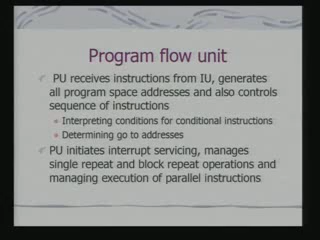 Program flow unit
PU receives instructions from IU, generates
all program space addresses and also controls
sequence of instructions
Interpreting conditions for conditional instructions
Determining go to addresses
PU initiates interrupt servicing, manages
single repeat and block repeat operations and
managing execution of parallel instructions